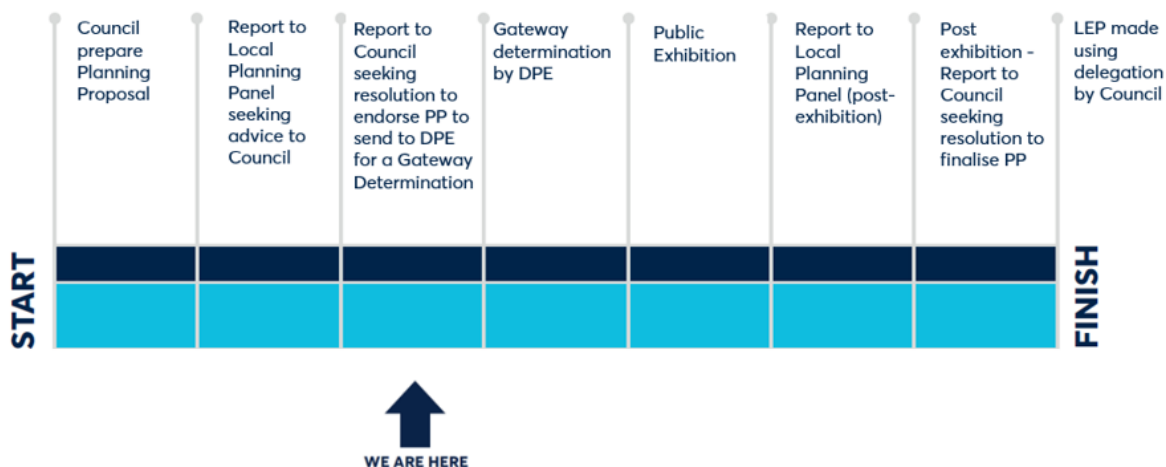 Council
prepare
Planning
Proposal
Report to
Local
Planning
Panel
seeking
advice to
Council
Report to
Council
seeking
resolution to
endorse PP to
send to DPE
for a Gateway
Determination
Gateway
determination
by DPE
Public
Exhibition
Report to
Local
Planning
Panel (post-
exhibition)
Post
exhibition -
Report to
Council
seeking
resolution to
finalise PP
LEP made
using
delegation
by Council
START
FINISH
WE ARE HERE